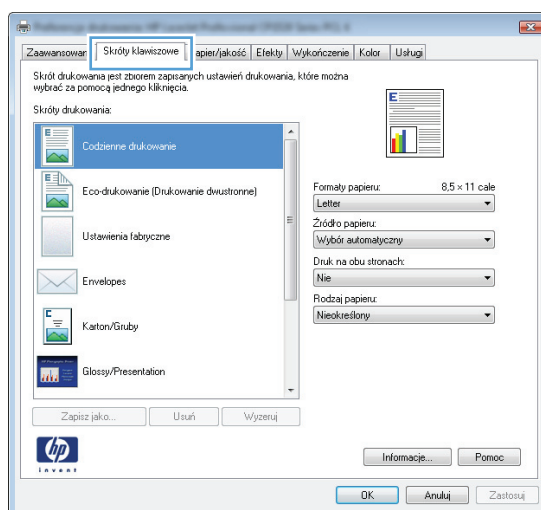 Zaawansowar
Skróty klawiszowe
apier/jakość
Efekty
Wykończenie
Kolor
Usługi
Skrót drukowania jest zbiorem zapisanych ustawień drukowania, które można
wybrać za pomocą jednego kliknięcia.
Skróty drukowania:
Codzienne drukowanie
Eco-drukowanie (Drukowanie dwustronne)
Ustawienia fabryczne
Envelopes
Karton/Gruby
Glossy/Presentation
Zapisz jako...
Usuń
Wyzeruj
E
Formaty papieru:
8,5 × 11 cale
Letter
Źródło papieru:
Wybór automatyczny
Druk na obu stronach:
Nie
Rodzaj papieru:
Nieokreślony
hp
invent
Informacje...
Pomoc
OK
Anuluj
Zastosuj